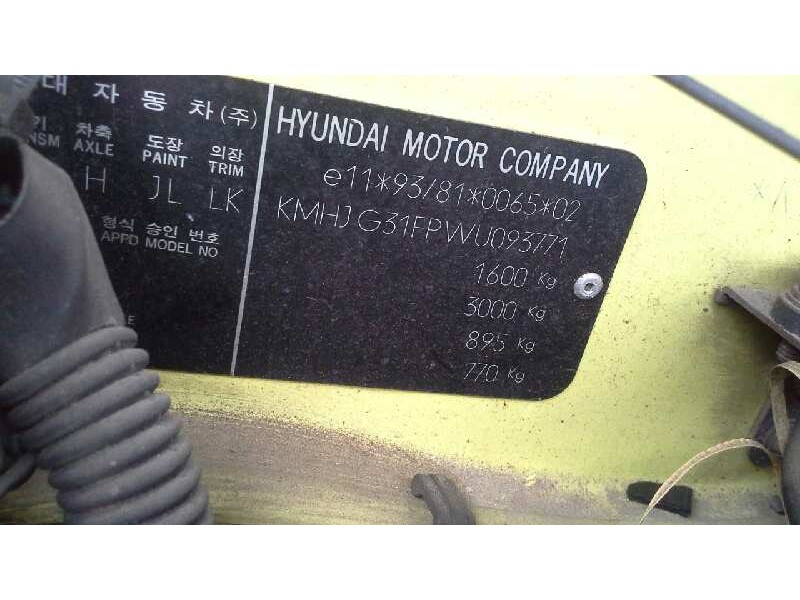 대 자 동 차 (주)
기 차축 도장 의장
NSM AXLE PAINT TRIM
H JL LK
형식 승인 번호
APPD MODEL NO
HYUNDAI MOTOR COMPANY
e11*93/81*0065*02
KMHJG31FPWU093771
1600 Kg
3000 Kg
895 Kg
770 Kg